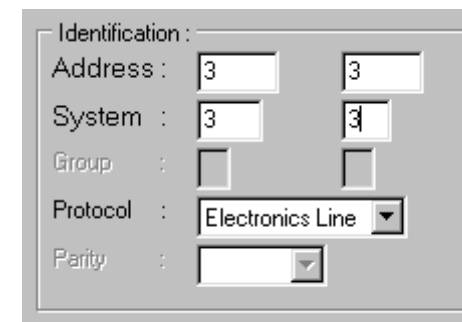 Identification :
Address : 3 3
System : 3 3
Group :
Protocol : Electronics Line
Parity :